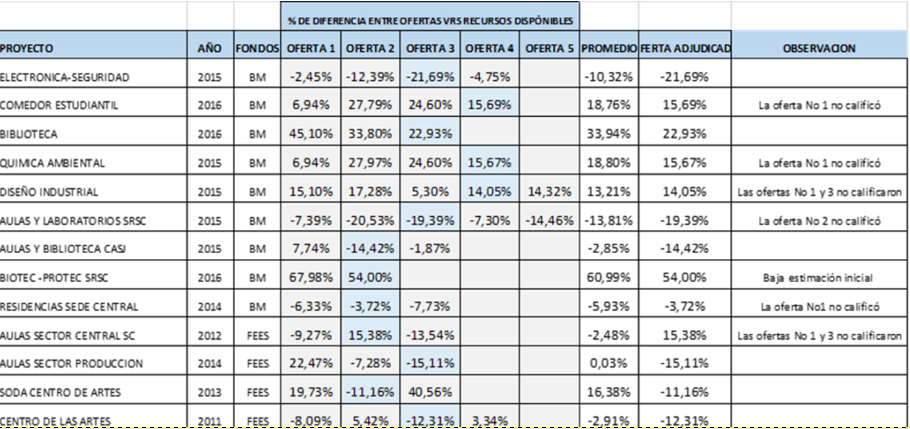 % DE DIFERENCIA ENTRE OFERTAS VRS RECURSOS DISPÓNIBLES
PROYECTO AÑO FONDOS OFERTA 1 OFERTA 2 OFERTA 3 OFERTA 4 OFERTA 5 PROMEDIO FERTA ADJUDICAD OBSERVACION
ELECTRONICA-SEGURIDAD 2015 BM -2,45% -12,39% -21,69% -4,75% -10,32% -21,69%
COMEDOR ESTUDIANTIL 2016 BM 6,94% 27,79% 24,60% 15,69% 18,76% 15,69% La oferta No 1 no calificó
BIBLIOTECA 2016 BM 45,10% 33,80% 22,93% 33,94% 22,93%
QUIMICA AMBIENTAL 2015 BM 6,94% 27,97% 24,60% 15,67% 18,80% 15,67% La oferta No 1 no calificó
DISEÑO INDUSTRIAL 2015 BM 15,10% 17,28% 5,30% 14,05% 14,32% 13,21% 14,05% Las ofertas No 1 y 3 no calificaron
AULAS Y LABORATORIOS SRSC 2015 BM -7,39% -20,53% -19,39% -7,30% -14,46% -13,81% -19,39% La oferta No 2 no calificó
AULAS Y BIBLIOTECA CASJ 2015 BM 7,74% -14,42% -1,87% -2,85% -14,42%
BIOTEC -PROTEC SRSC 2016 BM 67,98% 54,00% 60,99% 54,00% Baja estimación inicial
RESIDENCIAS SEDE CENTRAL 2014 BM -6,33% -3,72% -7,73% -5,93% -3,72% La oferta No1 no calificó
AULAS SECTOR CENTRAL SC 2012 FEES -9,27% 15,38% -13,54% -2,48% 15,38% Las ofertas No 1 y 3 no calificaron
AULAS SECTOR PRODUCCION 2014 FEES 22,47% -7,28% -15,11% 0,03% -15,11%
SODA CENTRO DE ARTES 2013 FEES 19,73% -11,16% 40,56% 16,38% -11,16%
CENTRO DE LAS ARTES 2011 FEES -8,09% 5,42% -12,31% 3,34% -2,91% -12,31%